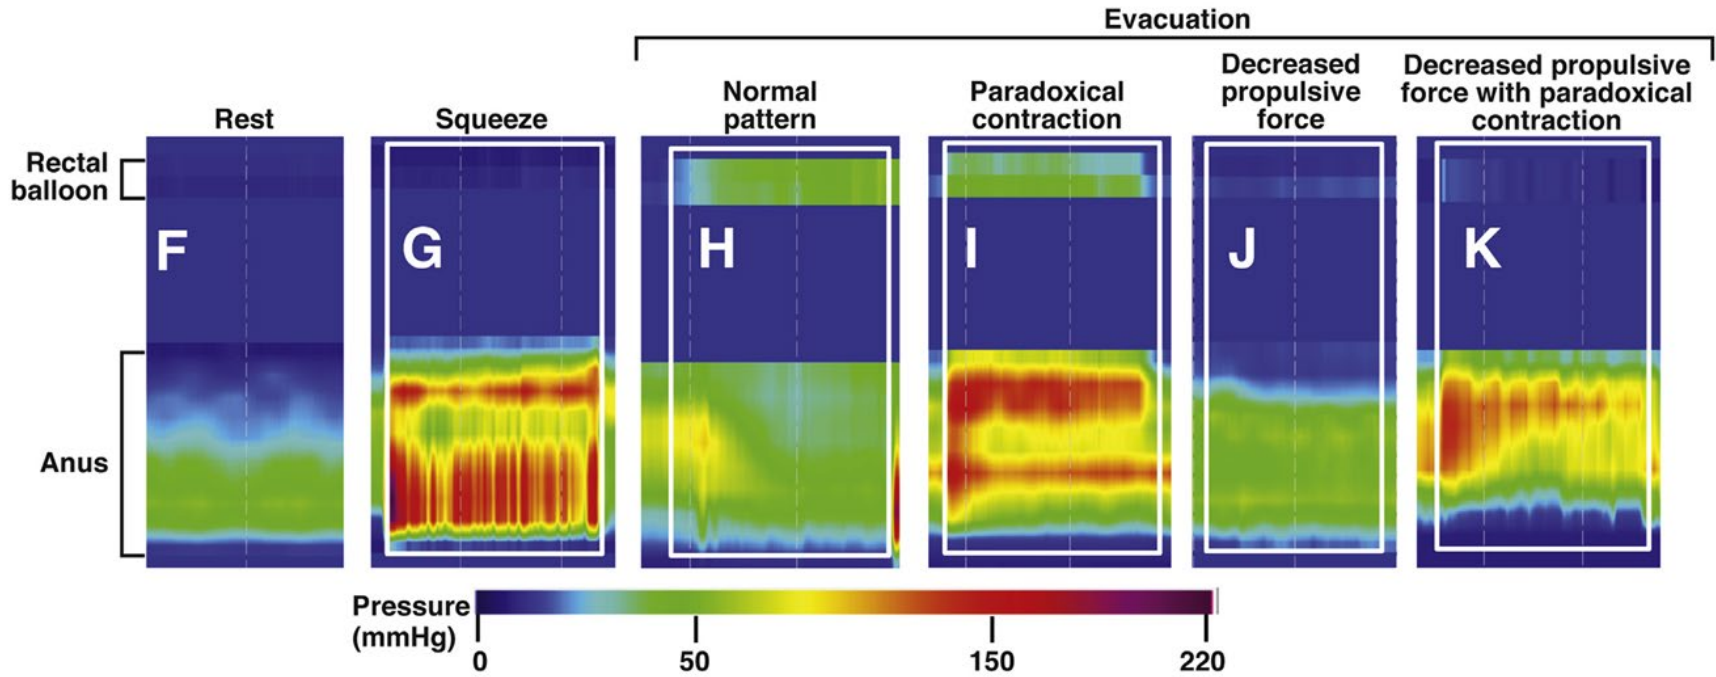 Evacuation
Rest
Squeeze
Normal
pattern
Paradoxical
contraction
Decreased
propulsive
force
Decreased propulsive
force with paradoxical
contraction
Rectal
balloon
F
G
H
I
J
K
Anus
Pressure
(mmHg)
0
50
150
220